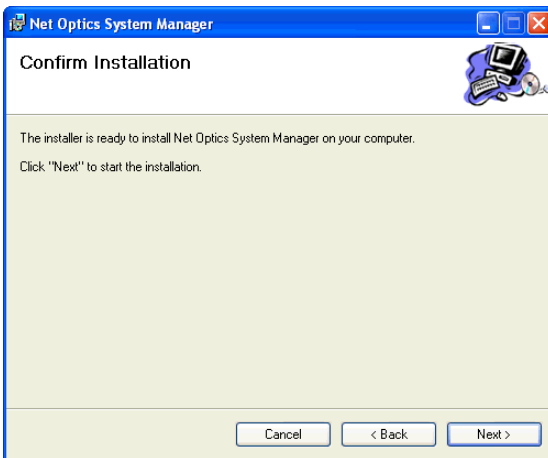 Net Optics System Manager
Confirm Installation
The installer is ready to install Net Optics System Manager on your computer.
Click "Next" to start the installation.
Cancel
< Back
Next >